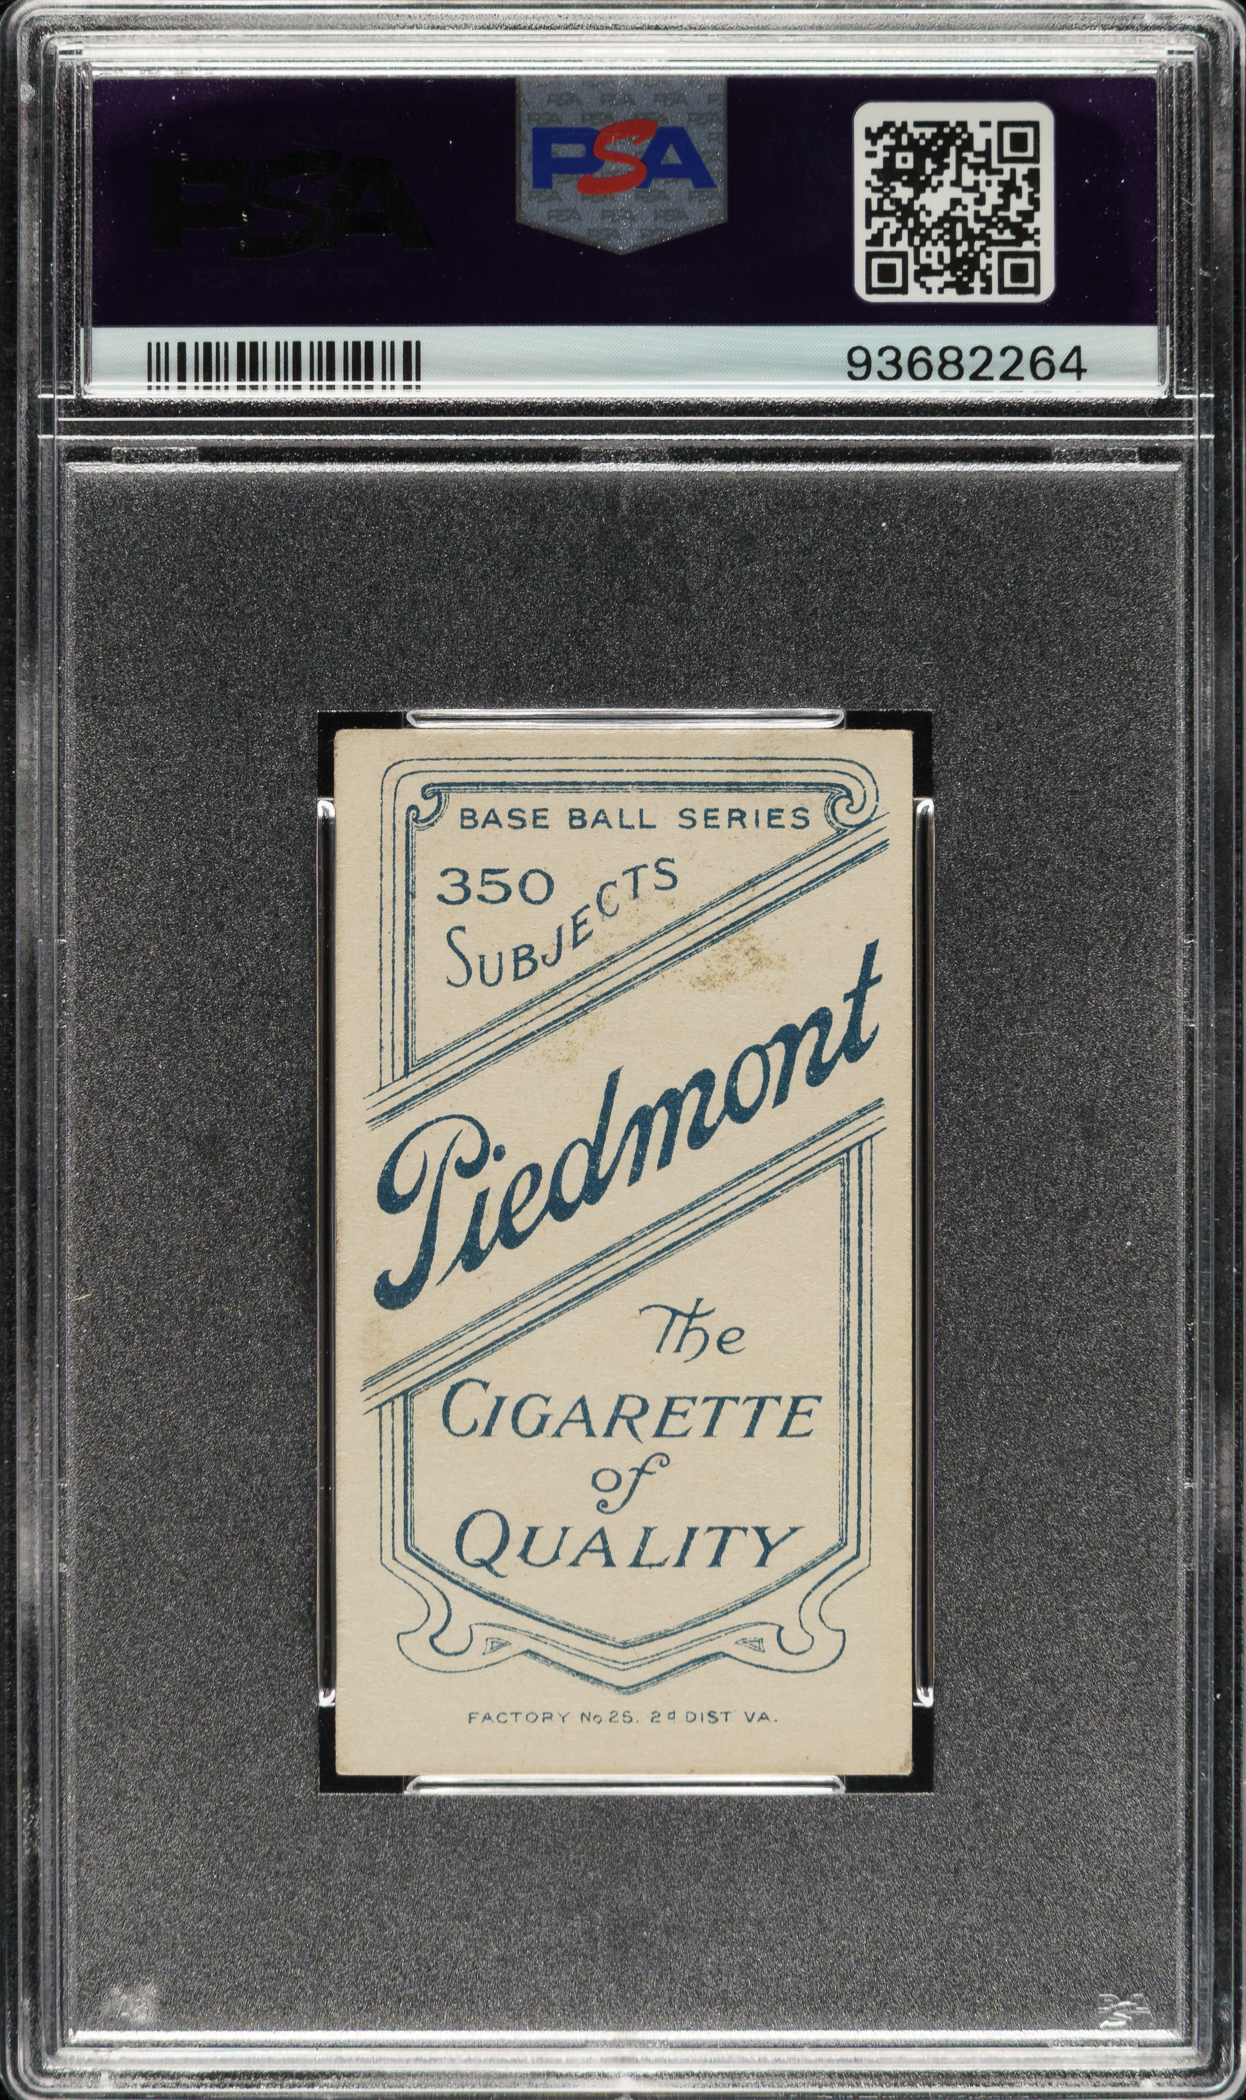 PSA
PSA
93682264
BASE BALL SERIES
350
SUBJECTS
Piedmont
The
CIGARETTE
of
QUALITY
FACTORY No 25. 2d DIST VA.